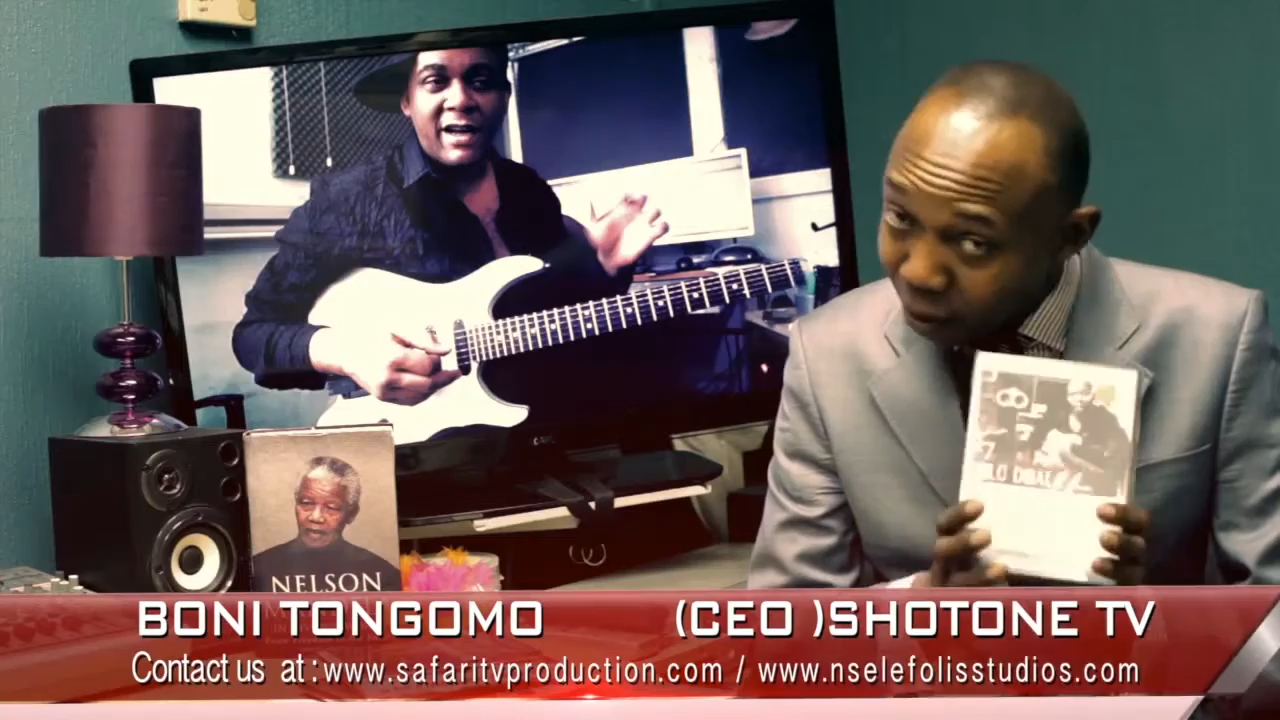 NELSON
BONI TONGOMO (CEO )SHOTONE TV
Contact us at : www.safaritvproduction.com / www.nselefolisstudios.com